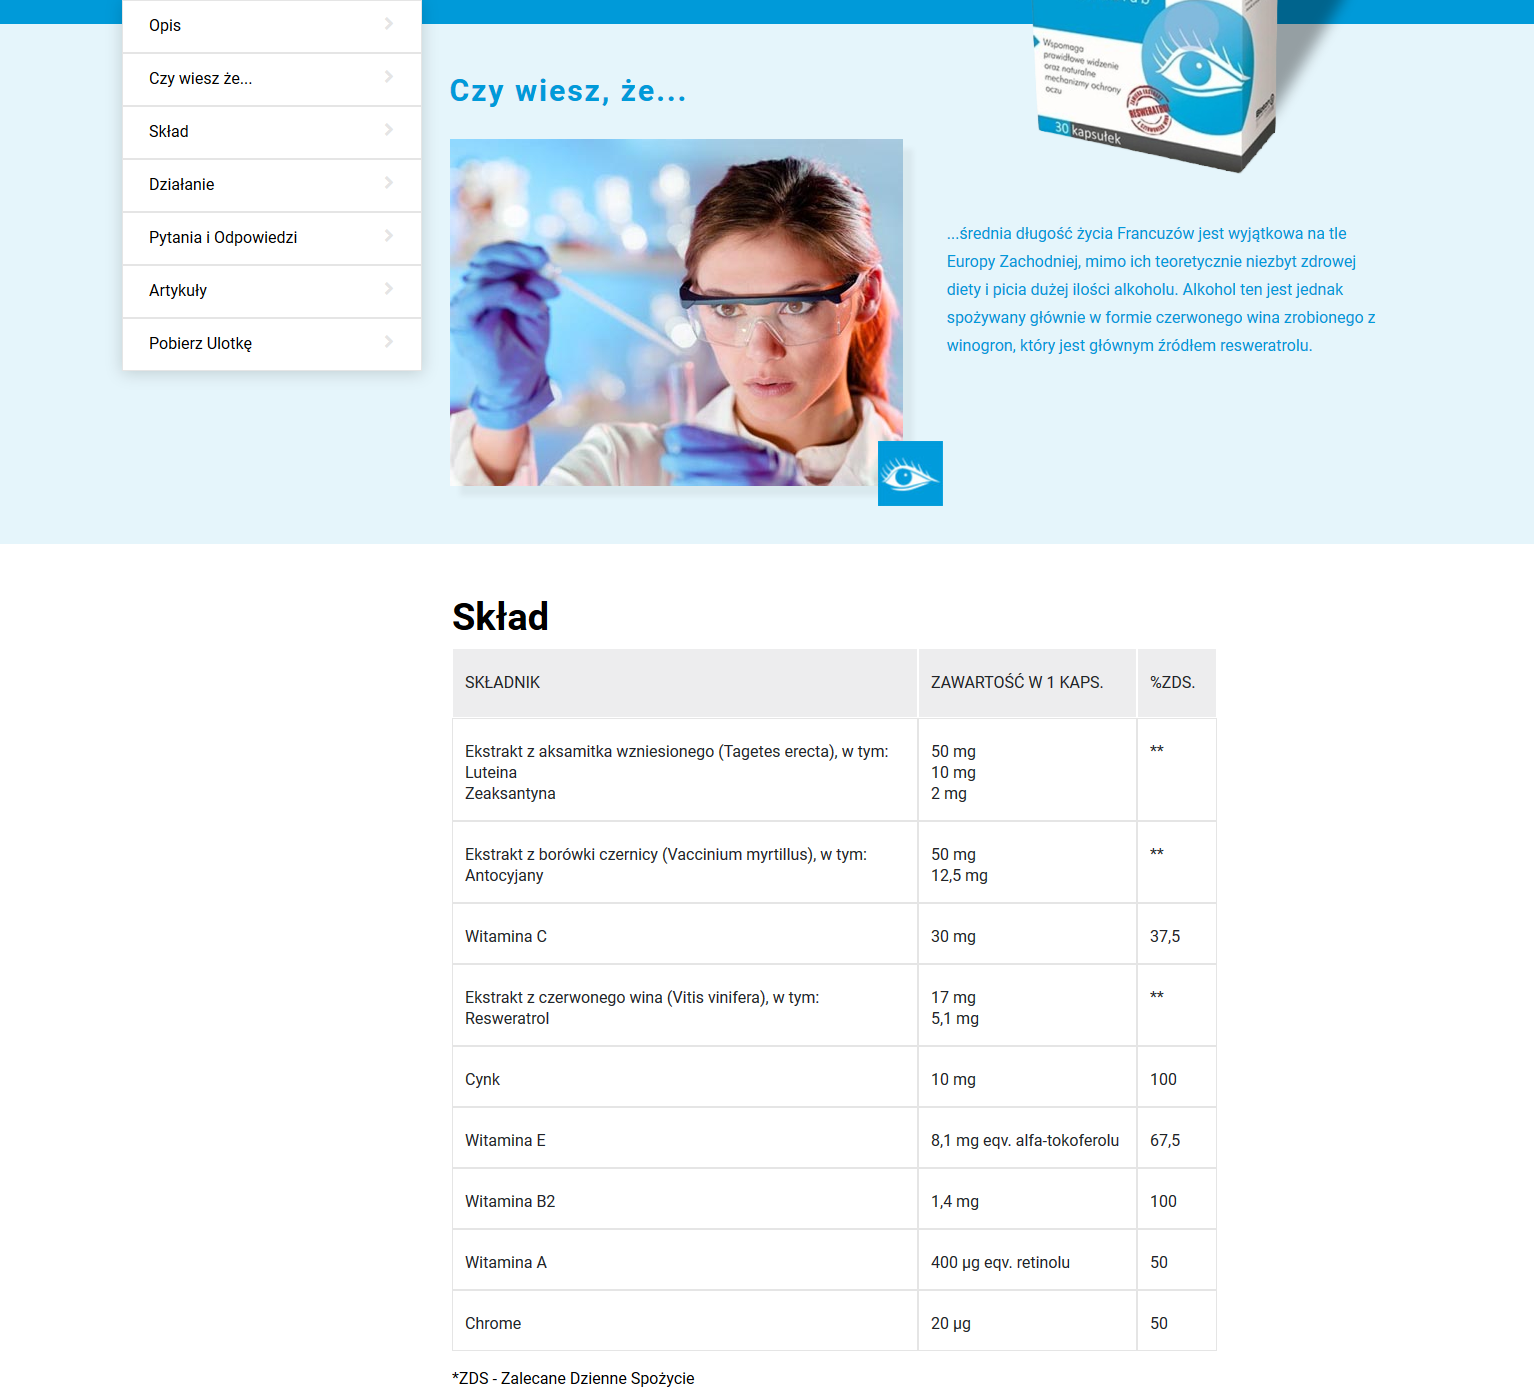 Opis
Czy wiesz że...
Skład
Działanie
Pytania i Odpowiedzi
Artykuły
Pobierz Ulotkę
Czy wiesz, że...
Wspomaga
prawidłowe widzenie
oraz naturalne
mechanizmy ochrony
oczu
RESWERATROL
30 kapsułek
...średnia długość życia Francuzów jest wyjątkowa na tle
Europy Zachodniej, mimo ich teoretycznie niezbyt zdrowej
diety i picia dużej ilości alkoholu. Alkohol ten jest jednak
spożywany głównie w formie czerwonego wina zrobionego z
winogron, który jest głównym źródłem resweratrolu.
Skład
SKŁADNIK ZAWARTOŚĆ W 1 KAPS. %ZDS.
Ekstrakt z aksamitka wzniesionego (Tagetes erecta), w tym: 50 mg **
Luteina 10 mg
Zeaksantyna 2 mg
Ekstrakt z borówki czernicy (Vaccinium myrtillus), w tym: 50 mg **
Antocyjany 12,5 mg
Witamina C 30 mg 37,5
Ekstrakt z czerwonego wina (Vitis vinifera), w tym: 17 mg **
Resweratrol 5,1 mg
Cynk 10 mg 100
Witamina E 8,1 mg eqv. alfa-tokoferolu 67,5
Witamina B2 1,4 mg 100
Witamina A 400 µg eqv. retinolu 50
Chrome 20 µg 50
*ZDS - Zalecane Dzienne Spożycie